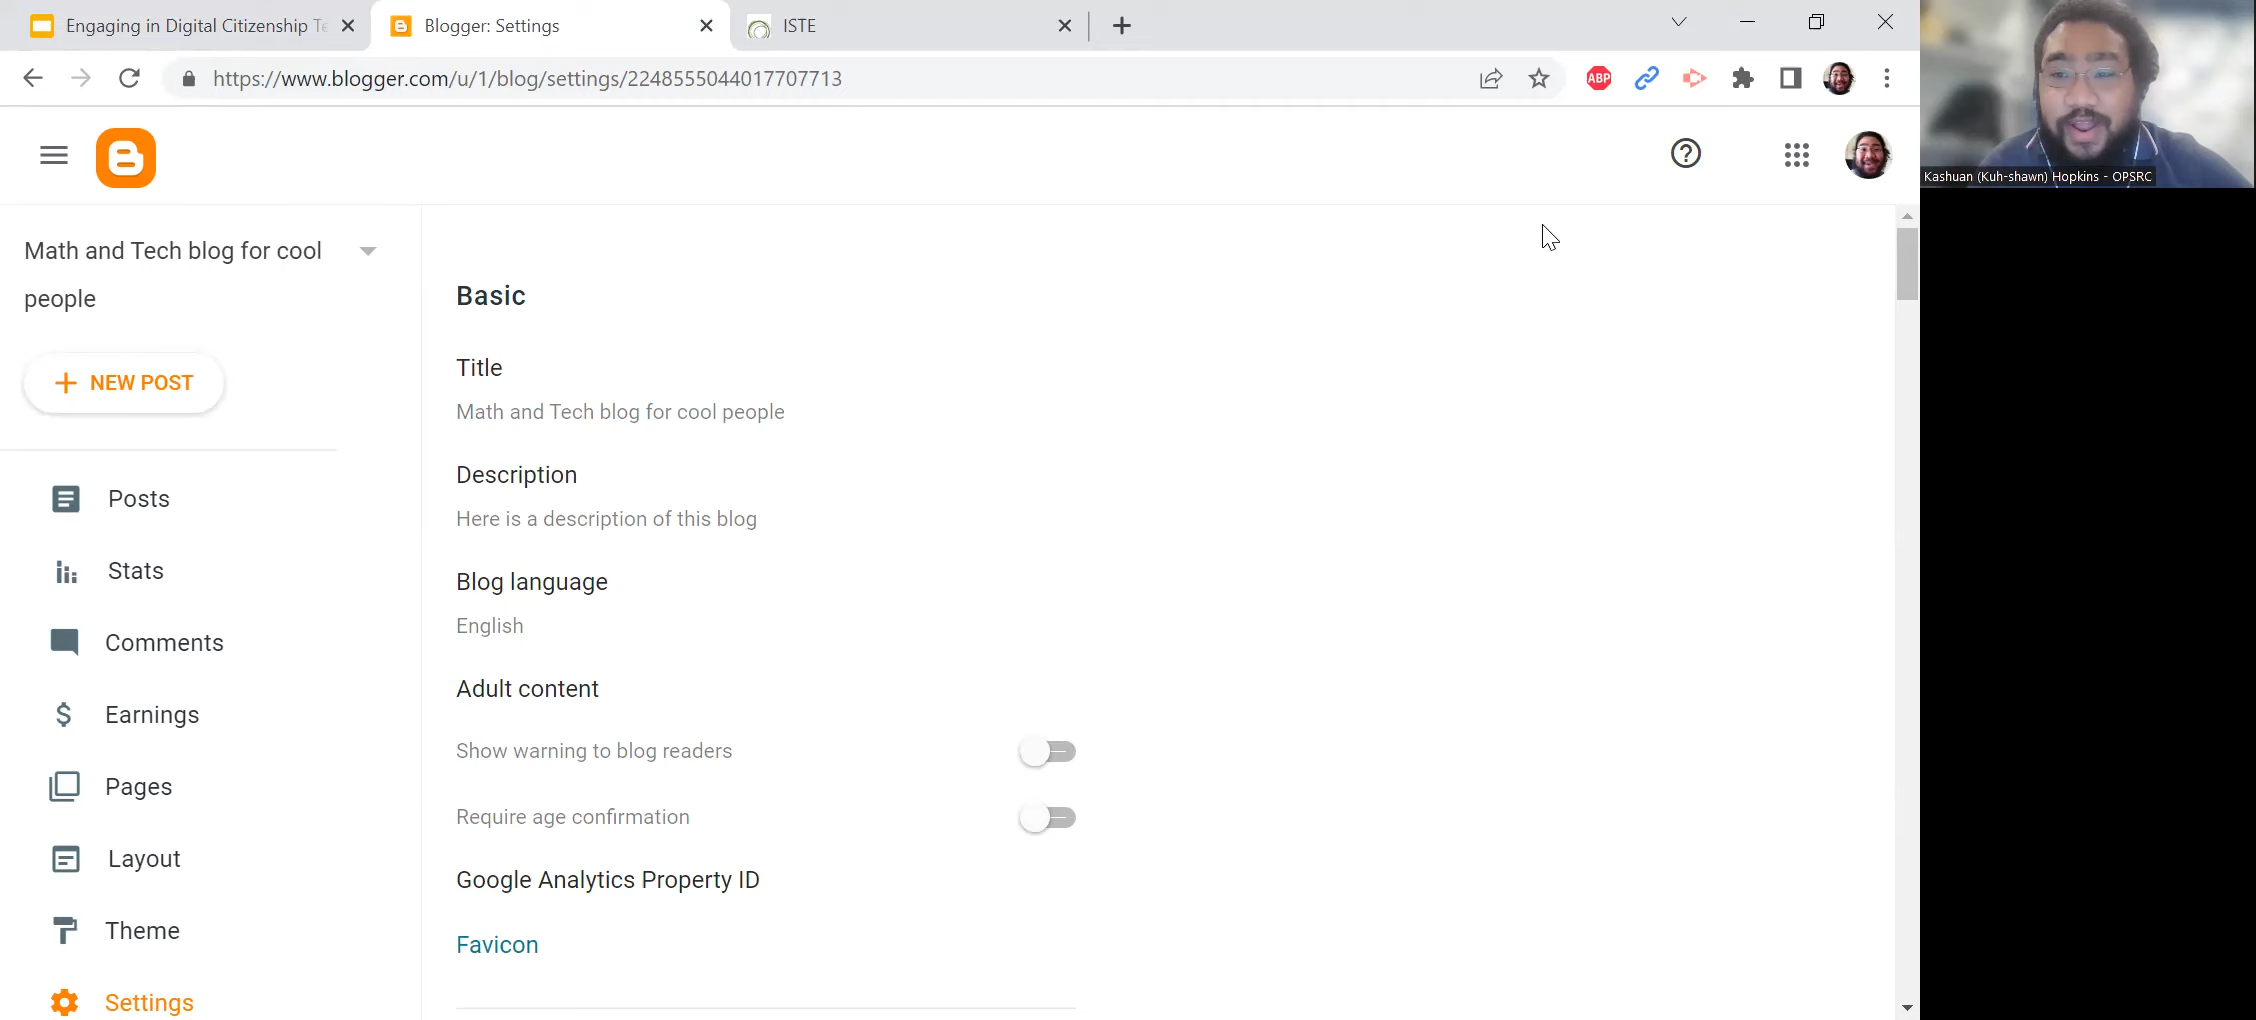 Engaging in Digital Citizenship Te
Blogger: Settings
ISTE
https://www.blogger.com/u/1/blog/settings/2248555044017707713
ABP
Kashuan (Kuh-shawn) Hopkins - OPSRC
Math and Tech blog for cool
people
NEW POST
Posts
Stats
Comments
Earnings
Pages
Layout
Theme
Settings
Basic
Title
Math and Tech blog for cool people
Description
Here is a description of this blog
Blog language
English
Adult content
Show warning to blog readers
Require age confirmation
Google Analytics Property ID
Favicon